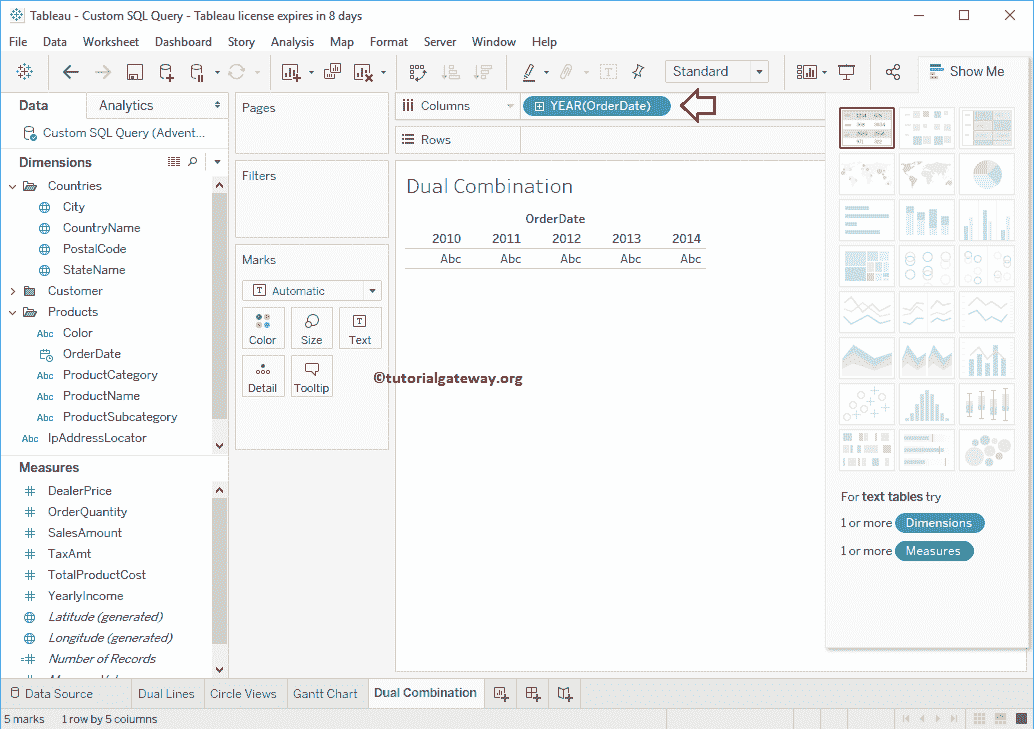 Tableau - Custom SQL Query - Tableau license expires in 8 days
File Data Worksheet Dashboard Story Analysis Map Format Server Window Help
Standard
Show Me
Data Analytics
Custom SQL Query (Advent...
Dimensions
Countries
City
CountryName
PostalCode
StateName
Customer
Products
Abc Color
OrderDate
Abc ProductCategory
Abc ProductName
Abc ProductSubcategory
Abc IpAddressLocator
Measures
# DealerPrice
# OrderQuantity
# SalesAmount
# TaxAmt
# TotalProductCost
# YearlyIncome
Latitude (generated)
Longitude (generated)
=# Number of Records
Pages
Filters
Marks
T Automatic
Color Size Text
Detail Tooltip
Columns YEAR(OrderDate)
Rows
Dual Combination
OrderDate
2010 2011 2012 2013 2014
Abc Abc Abc Abc Abc
©tutorialgateway.org
For text tables try
1 or more Dimensions
1 or more Measures
Data Source Dual Lines Circle Views Gantt Chart Dual Combination
5 marks 1 row by 5 columns